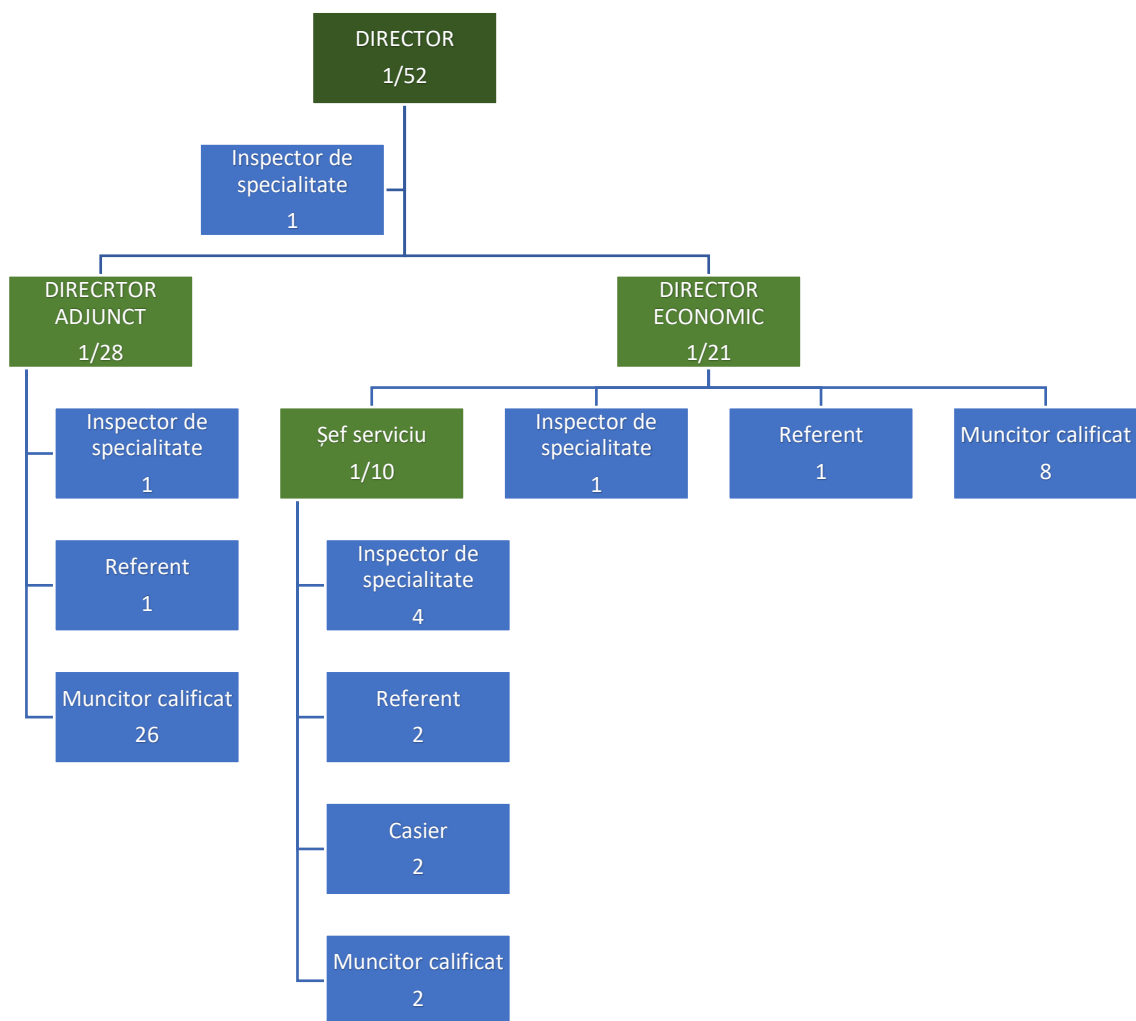 DIRECTOR
1/52
Inspector de
specialitate
1
DIRECRTOR
ADJUNCT
1/28
DIRECTOR
ECONOMIC
1/21
Inspector de
specialitate
1
Referent
1
Muncitor calificat
26
Șef serviciu
1/10
Inspector de
specialitate
1
Referent
1
Muncitor calificat
8
Inspector de
specialitate
4
Referent
2
Casier
2
Muncitor calificat
2